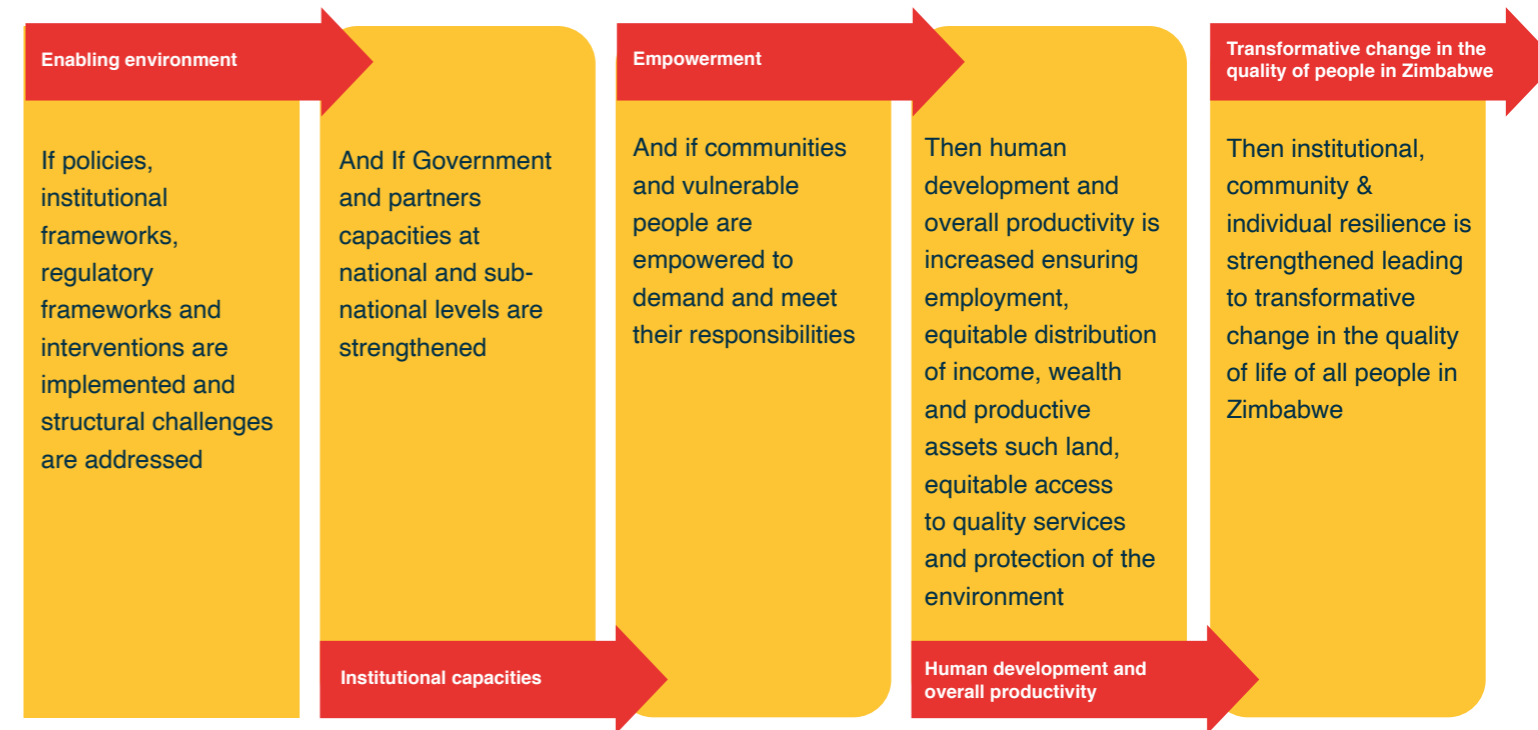 Enabling environment
If policies,
institutional
frameworks,
regulatory
frameworks and
interventions are
implemented and
structural challenges
are addressed
And If Government
and partners
capacities at
national and sub-
national levels are
strengthened
Institutional capacities
Empowerment
And if communities
and vulnerable
people are
empowered to
demand and meet
their responsibilities
Then human
development and
overall productivity is
increased ensuring
employment,
equitable distribution
of income, wealth
and productive
assets such land,
equitable access
to quality services
and protection of the
environment
Human development and
overall productivity
Transformative change in the
quality of people in Zimbabwe
Then institutional,
community &
individual resilience is
strengthened leading
to transformative
change in the quality
of life of all people in
Zimbabwe